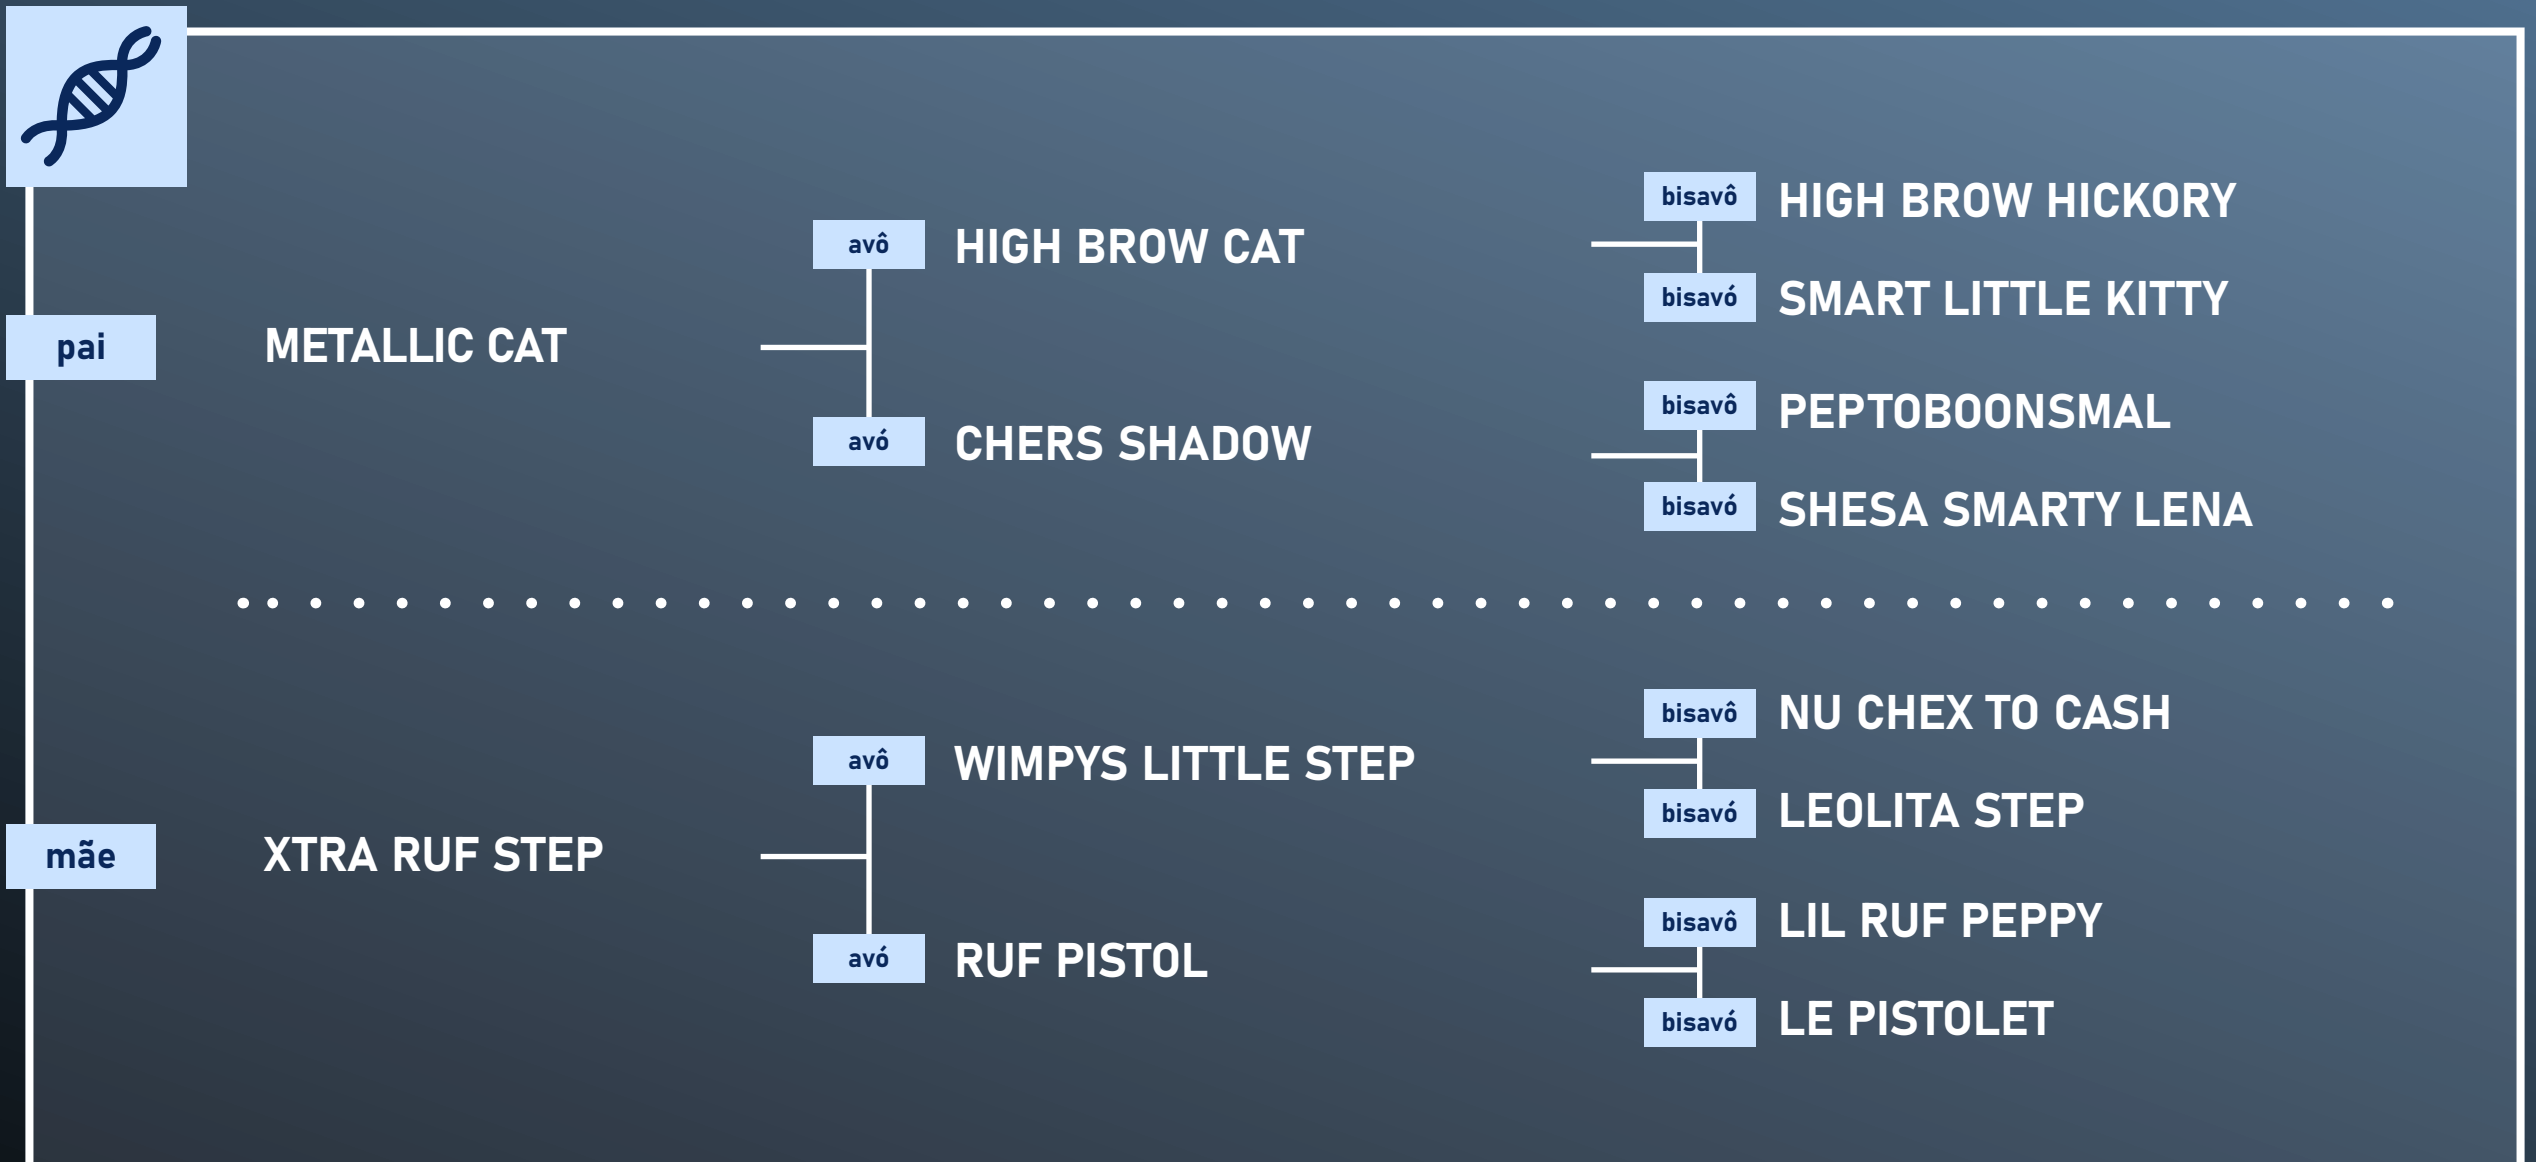 pai
METALLIC CAT
avô
HIGH BROW CAT
bisavô
HIGH BROW HICKORY
bisavó
SMART LITTLE KITTY
avó
CHERS SHADOW
bisavô
PEPTOBOONSMAL
bisavó
SHESA SMARTY LENA
mãe
XTRA RUF STEP
avô
WIMPYS LITTLE STEP
bisavô
NU CHEX TO CASH
bisavó
LEOLITA STEP
avó
RUF PISTOL
bisavô
LIL RUF PEPPY
bisavó
LE PISTOLET